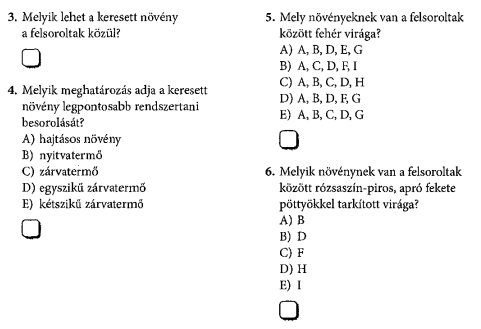 3. Melyik lehet a keresett növény
a felsoroltak közül?
4. Melyik meghatározás adja a keresett
növény legpontosabb rendszertani
besorolását?
A) hajtásos növény
B) nyitvatermő
C) zárvatermő
D) egyszikű zárvatermő
E) kétszikű zárvatermő
5. Mely növényeknek van a felsoroltak
között fehér virága?
A) A, B, D, E, G
B) A, C, D, F, I
C) A, B, C, D, H
D) A, B, D, F, G
E) A, B, C, D, G
6. Melyik növénynek van a felsoroltak
között rózsaszín-piros, apró fekete
pöttyökkel tarkított virága?
A) B
B) D
C) F
D) H
E) I